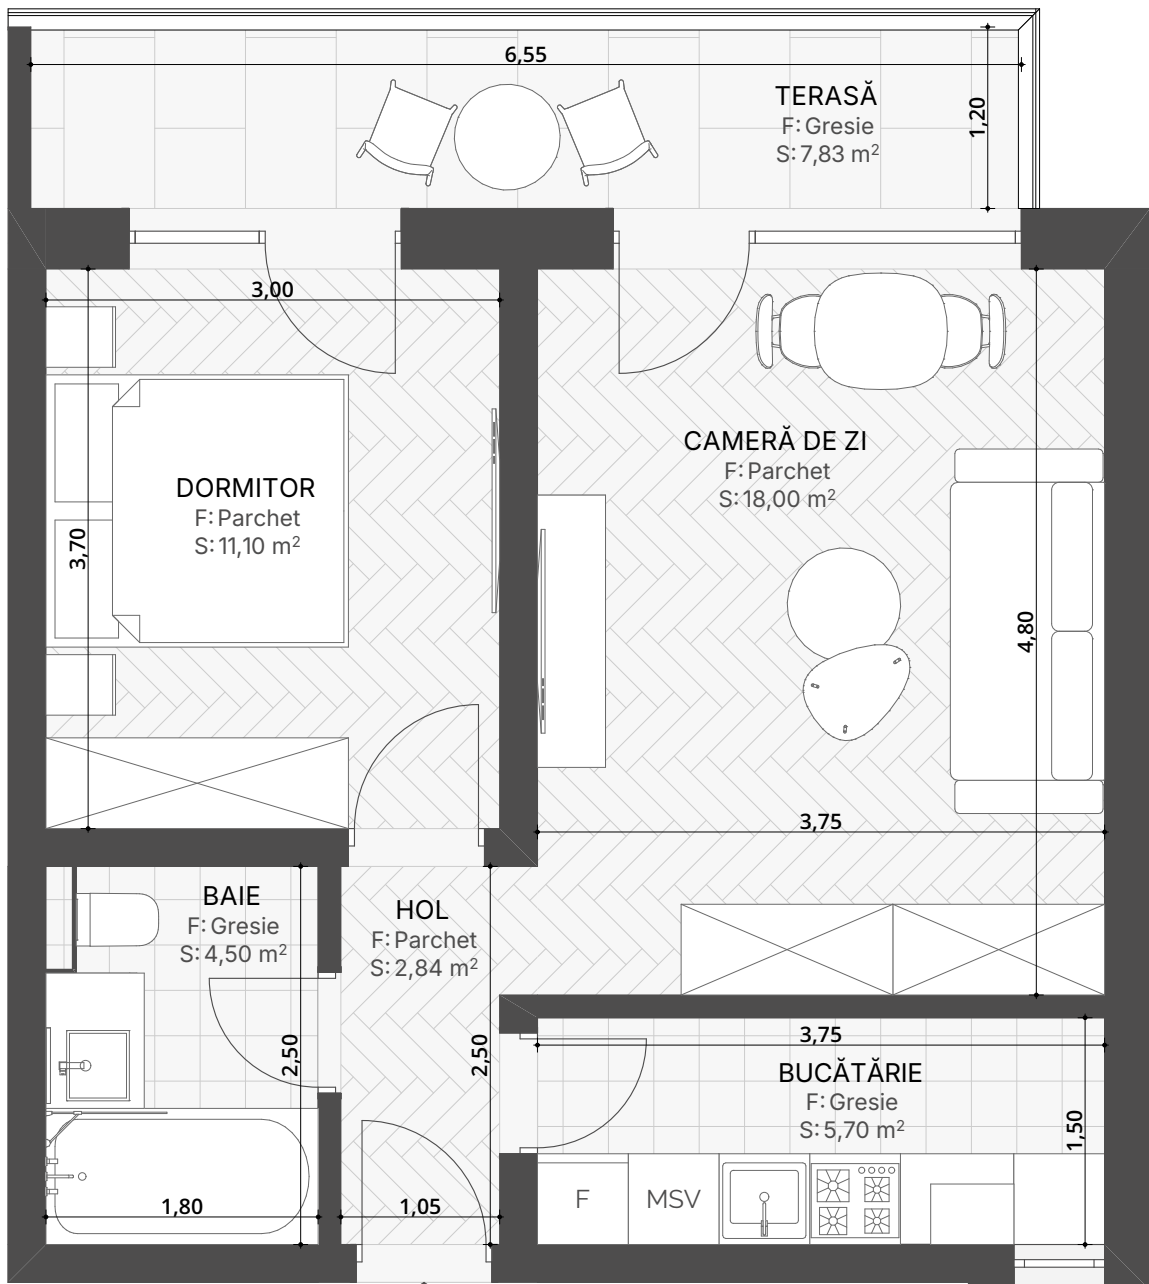 6,55
TERASĂ
F: Gresie
S: 7,83 m²
1,20
3,00
CAMERĂ DE ZI
F: Parchet
S: 18,00 m²
DORMITOR
F: Parchet
S: 11,10 m²
3,70
4,80
3,75
BAIE
F: Gresie
S: 4,50 m²
HOL
F: Parchet
S: 2,84 m²
2,50
2,50
3,75
BUCĂTĂRIE
F: Gresie
S: 5,70 m²
1,50
F
MSV
1,80
1,05